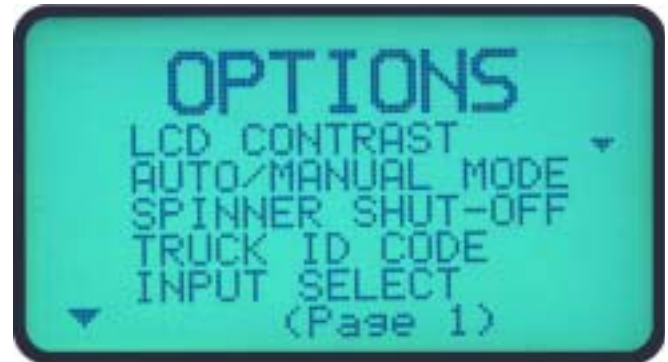 OPTIONS
LCD CONTRAST
AUTO/MANUAL MODE
SPINNER SHUT-OFF
TRUCK ID CODE
INPUT SELECT
(Page 1)